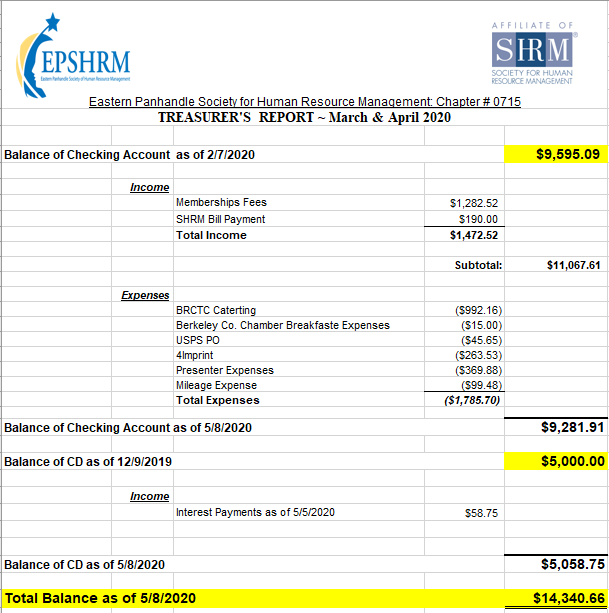 EPSHRM
Eastern Panhandle Society of Human Resource Management
AFFILIATE OF
SHRM®
SOCIETY FOR HUMAN
RESOURCE MANAGEMENT
Eastern Panhandle Society for Human Resource Management: Chapter # 0715
TREASURER'S REPORT ~ March & April 2020
Balance of Checking Account as of 2/7/2020 $9,595.09
Income
Memberships Fees $1,282.52
SHRM Bill Payment $190.00
Total Income $1,472.52
Subtotal: $11,067.61
Expenses
BRCTC Caterting ($992.16)
Berkeley Co. Chamber Breakfaste Expenses ($15.00)
USPS PO ($45.65)
4Imprint ($263.53)
Presenter Expenses ($369.88)
Mileage Expense ($99.48)
Total Expenses ($1,785.70)
Balance of Checking Account as of 5/8/2020 $9,281.91
Balance of CD as of 12/9/2019 $5,000.00
Income
Interest Payments as of 5/5/2020 $58.75
Balance of CD as of 5/8/2020 $5,058.75
Total Balance as of 5/8/2020 $14,340.66